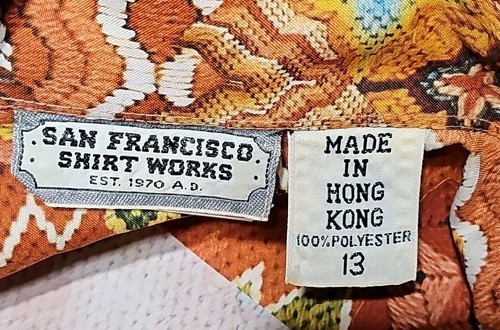 SAN FRANCISCO
SHIRT WORKS
EST. 1970 A.D.
MADE
IN
HONG
KONG
100% POLYESTER
13